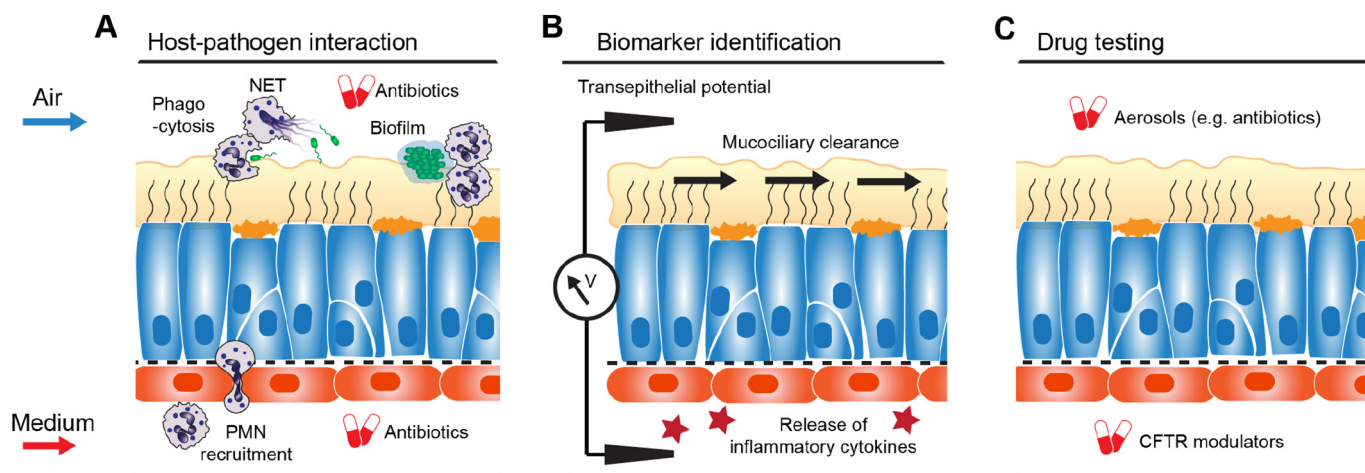 A
Host-pathogen interaction
Air
Phago
-cytosis
NET
Antibiotics
Biofilm
Medium
PMN
recruitment
Antibiotics
B
Biomarker identification
Transepithelial potential
Mucociliary clearance
V
Release of
inflammatory cytokines
C
Drug testing
Aerosols (e.g. antibiotics)
CFTR modulators